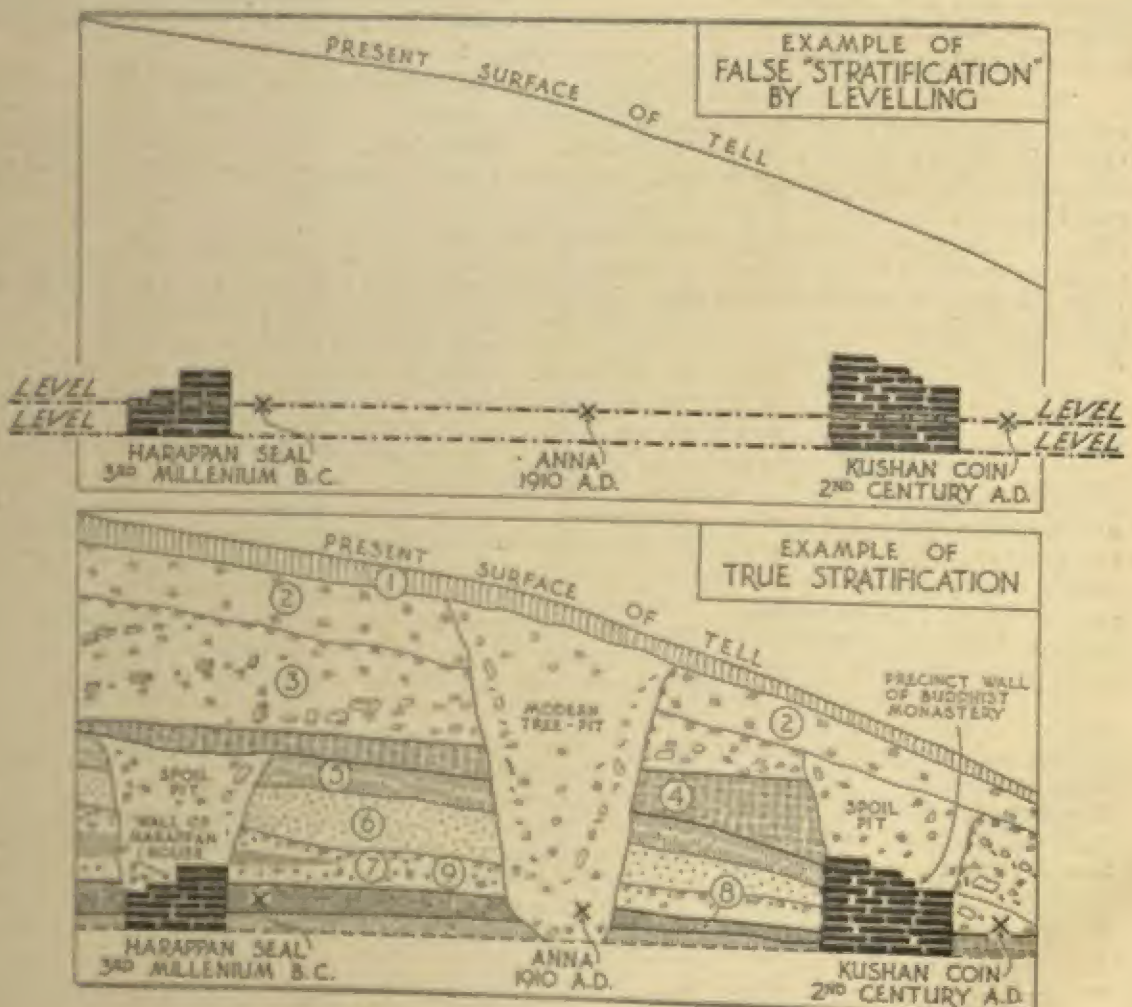 EXAMPLE OF
FALSE "STRATIFICATION"
BY LEVELLING
PRESENT SURFACE OF TELL
LEVEL
LEVEL
LEVEL
LEVEL
HARAPPAN SEAL
3RD MILLENIUM B.C.
ANNA
1910 A.D.
KUSHAN COIN
2ND CENTURY A.D.
EXAMPLE OF
TRUE STRATIFICATION
PRESENT SURFACE OF TELL
1
2
3
MODERN
TREE-PIT
PRECINCT WALL
OF BUDDHIST
MONASTERY
2
SPOIL
PIT
5
4
SPOIL
PIT
WALL OF
HARAPPAN
HOUSE
6
7
9
8
HARAPPAN SEAL
3RD MILLENIUM B.C.
ANNA
1910 A.D.
KUSHAN COIN
2ND CENTURY A.D.